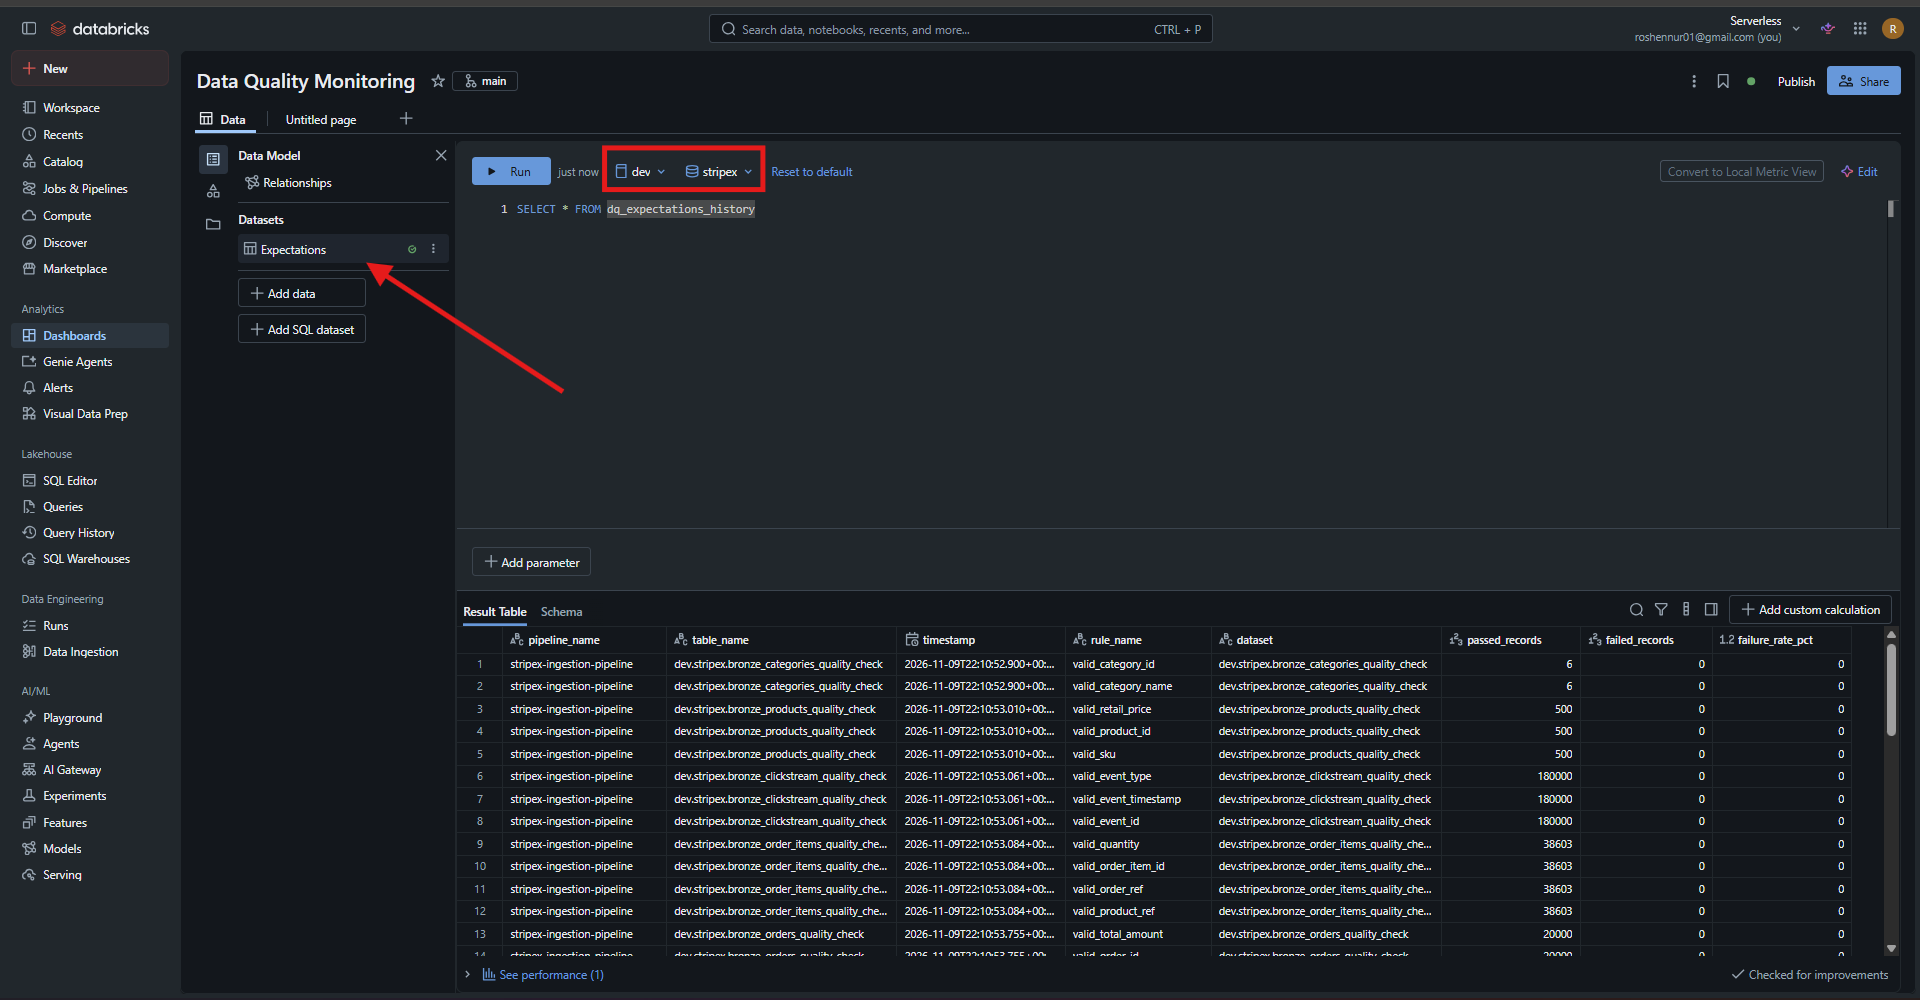 databricks
Search data, notebooks, recents, and more...
CTRL + P
Serverless
roshennur01@gmail.com (you)
R
New
Workspace
Recents
Catalog
Jobs & Pipelines
Compute
Discover
Marketplace
Analytics
Dashboards
Genie Agents
Alerts
Visual Data Prep
Lakehouse
SQL Editor
Queries
Query History
SQL Warehouses
Data Engineering
Runs
Data Ingestion
AI/ML
Playground
Agents
AI Gateway
Experiments
Features
Models
Serving
Data Quality Monitoring
main
Publish
Share
Data
Untitled page
Data Model
Relationships
Datasets
Expectations
Add data
Add SQL dataset
Run
just now
dev
stripex
Reset to default
Convert to Local Metric View
Edit
1 SELECT * FROM dq_expectations_history
Add parameter
Result Table
Schema
Add custom calculation
pipeline_name table_name timestamp rule_name dataset passed_records failed_records failure_rate_pct
1 stripex-ingestion-pipeline dev.stripex.bronze_categories_quality_check 2026-11-09T22:10:52.900+00:... valid_category_id dev.stripex.bronze_categories_quality_check 6 0 0
2 stripex-ingestion-pipeline dev.stripex.bronze_categories_quality_check 2026-11-09T22:10:52.900+00:... valid_category_name dev.stripex.bronze_categories_quality_check 6 0 0
3 stripex-ingestion-pipeline dev.stripex.bronze_products_quality_check 2026-11-09T22:10:53.010+00:... valid_retail_price dev.stripex.bronze_products_quality_check 500 0 0
4 stripex-ingestion-pipeline dev.stripex.bronze_products_quality_check 2026-11-09T22:10:53.010+00:... valid_product_id dev.stripex.bronze_products_quality_check 500 0 0
5 stripex-ingestion-pipeline dev.stripex.bronze_products_quality_check 2026-11-09T22:10:53.010+00:... valid_sku dev.stripex.bronze_products_quality_check 500 0 0
6 stripex-ingestion-pipeline dev.stripex.bronze_clickstream_quality_check 2026-11-09T22:10:53.061+00:... valid_event_type dev.stripex.bronze_clickstream_quality_check 180000 0 0
7 stripex-ingestion-pipeline dev.stripex.bronze_clickstream_quality_check 2026-11-09T22:10:53.061+00:... valid_event_timestamp dev.stripex.bronze_clickstream_quality_check 180000 0 0
8 stripex-ingestion-pipeline dev.stripex.bronze_clickstream_quality_check 2026-11-09T22:10:53.061+00:... valid_event_id dev.stripex.bronze_clickstream_quality_check 180000 0 0
9 stripex-ingestion-pipeline dev.stripex.bronze_order_items_quality_che... 2026-11-09T22:10:53.084+00:... valid_quantity dev.stripex.bronze_order_items_quality_che... 38603 0 0
10 stripex-ingestion-pipeline dev.stripex.bronze_order_items_quality_che... 2026-11-09T22:10:53.084+00:... valid_order_item_id dev.stripex.bronze_order_items_quality_che... 38603 0 0
11 stripex-ingestion-pipeline dev.stripex.bronze_order_items_quality_che... 2026-11-09T22:10:53.084+00:... valid_order_ref dev.stripex.bronze_order_items_quality_che... 38603 0 0
12 stripex-ingestion-pipeline dev.stripex.bronze_order_items_quality_che... 2026-11-09T22:10:53.084+00:... valid_product_ref dev.stripex.bronze_order_items_quality_che... 38603 0 0
13 stripex-ingestion-pipeline dev.stripex.bronze_orders_quality_check 2026-11-09T22:10:53.755+00:... valid_total_amount dev.stripex.bronze_orders_quality_check 20000 0 0
See performance (1)
Checked for improvements